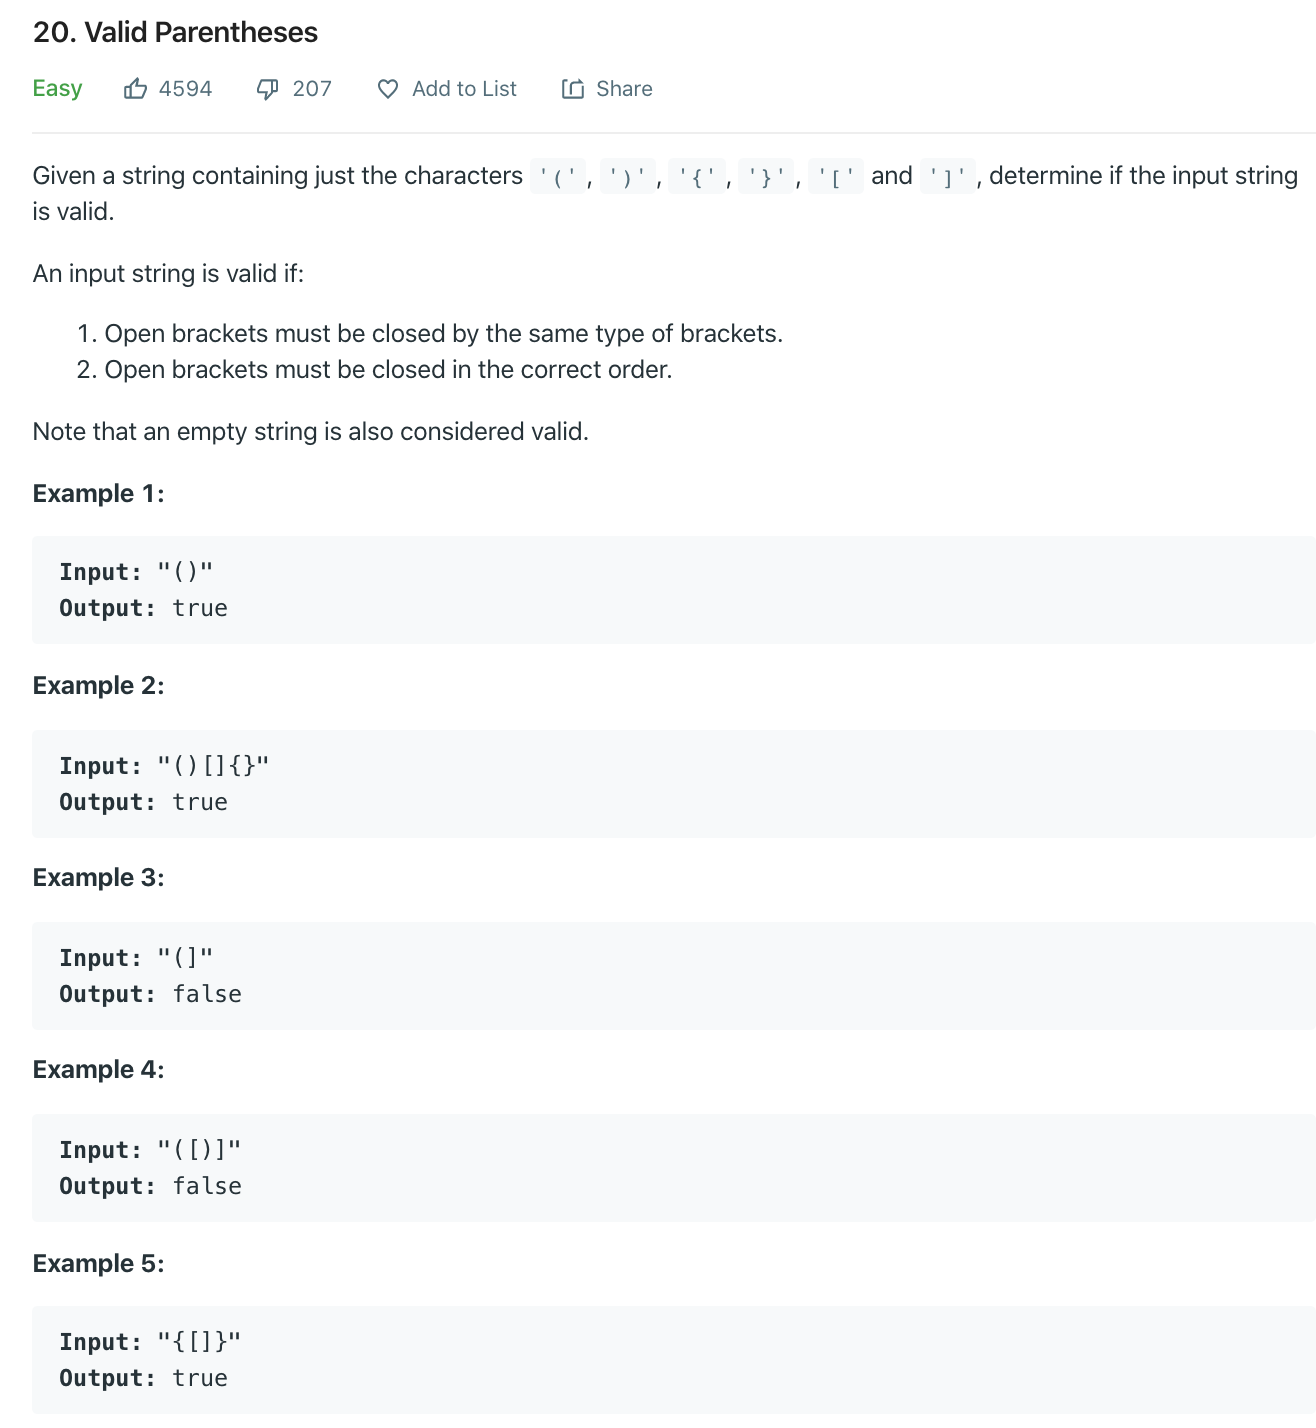 20. Valid Parentheses
Easy 4594 207 Add to List Share
Given a string containing just the characters '(', ')', '{', '}', '[' and ']', determine if the input string
is valid.
An input string is valid if:
1. Open brackets must be closed by the same type of brackets.
2. Open brackets must be closed in the correct order.
Note that an empty string is also considered valid.
Example 1:
Input: "()"
Output: true
Example 2:
Input: "()[]{}"
Output: true
Example 3:
Input: "(]"
Output: false
Example 4:
Input: "([)]"
Output: false
Example 5:
Input: "{[]}"
Output: true